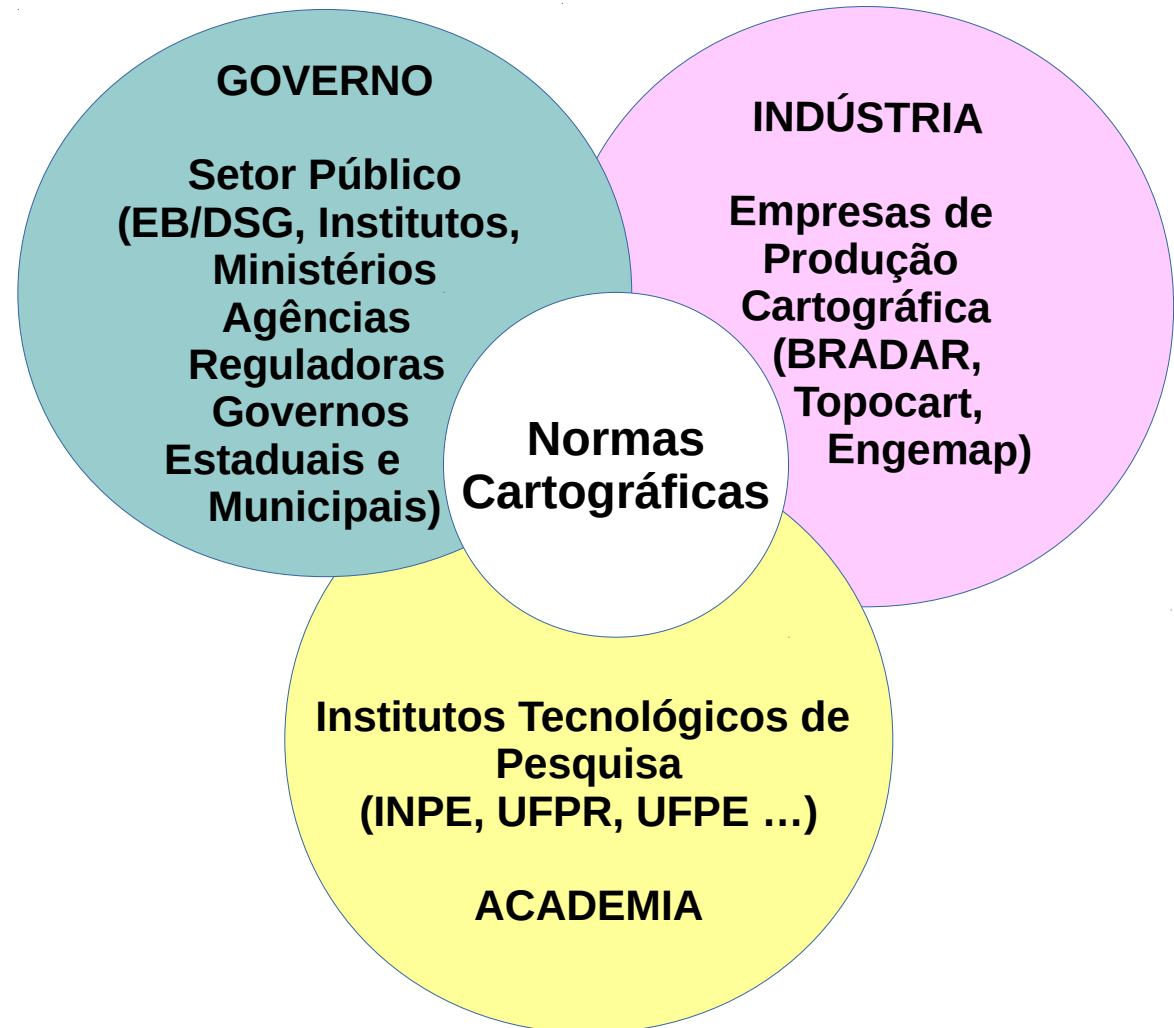 GOVERNO
Setor Público
(EB/DSG, Institutos,
Ministérios
Agências
Reguladoras
Governos
Estaduais e
Municipais)
INDÚSTRIA
Empresas de
Produção
Cartográfica
(BRADAR,
Topocart,
Engemap)
Normas
Cartográficas
Institutos Tecnológicos de
Pesquisa
(INPE, UFPR, UFPE ...)
ACADEMIA